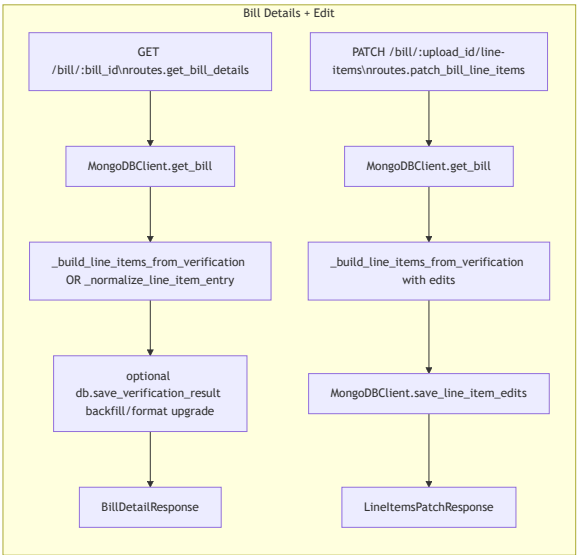 Bill Details + Edit
GET
/bill/:bill_id\nroutes.get_bill_details
MongoDBClient.get_bill
_build_line_items_from_verification
OR _normalize_line_item_entry
optional
db.save_verification_result
backfill/format upgrade
BillDetailResponse
PATCH /bill/:upload_id/line-
items\nroutes.patch_bill_line_items
MongoDBClient.get_bill
_build_line_items_from_verification
with edits
MongoDBClient.save_line_item_edits
LineItemsPatchResponse